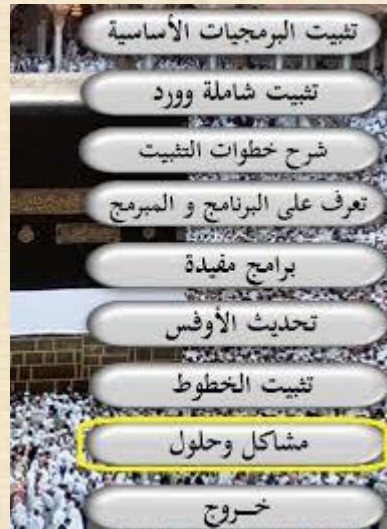 تثبيت البرمجيات الأساسية
تثبيت شاملة وورد
شرح خطوات التثبيت
تعرف على البرنامج و المبرمج
برامج مفيدة
تحديث الأوفس
تثبيت الخطوط
مشاكل وحلول
خـــروج